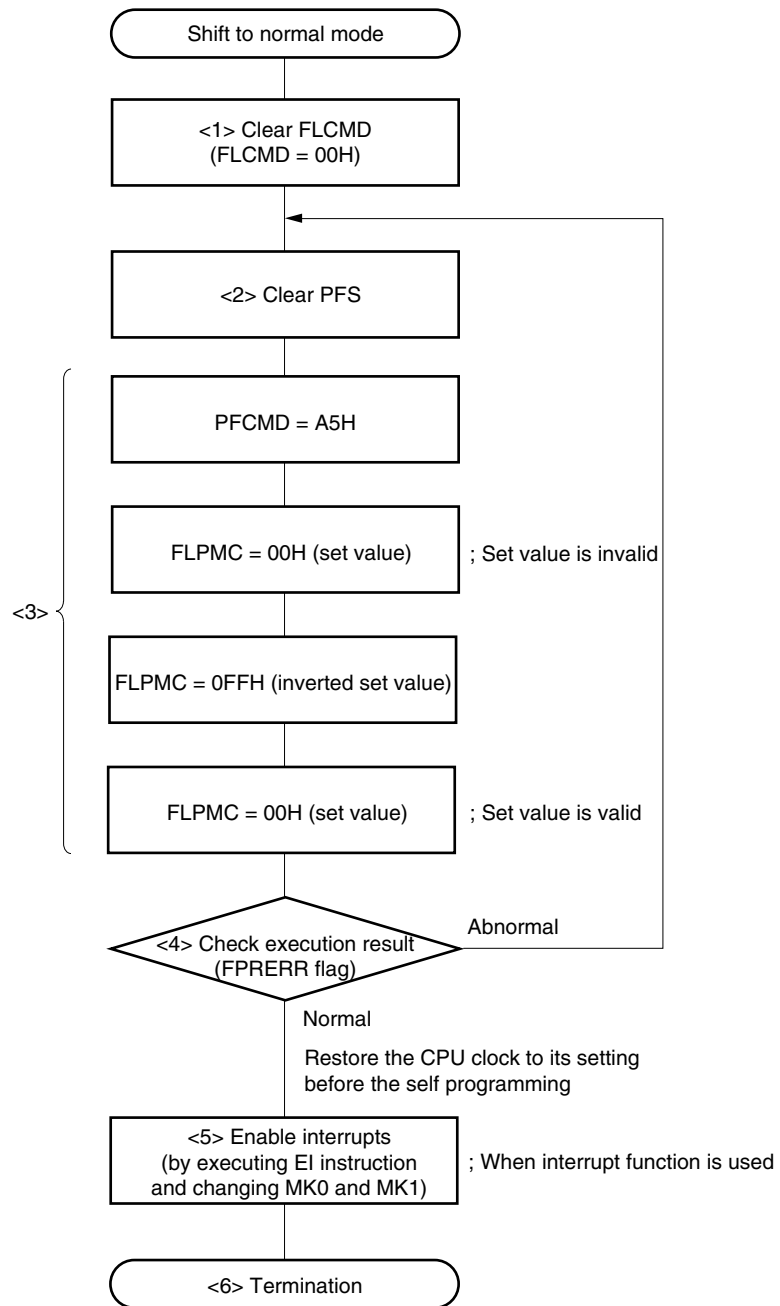 Shift to normal mode
<1> Clear FLCMD
(FLCMD = 00H)
<2> Clear PFS
<3>
PFCMD = A5H
FLPMC = 00H (set value)
; Set value is invalid
FLPMC = 0FFH (inverted set value)
FLPMC = 00H (set value)
; Set value is valid
<4> Check execution result
(FPRERR flag)
Abnormal
Normal
Restore the CPU clock to its setting
before the self programming
<5> Enable interrupts
(by executing EI instruction
and changing MK0 and MK1)
; When interrupt function is used
<6> Termination